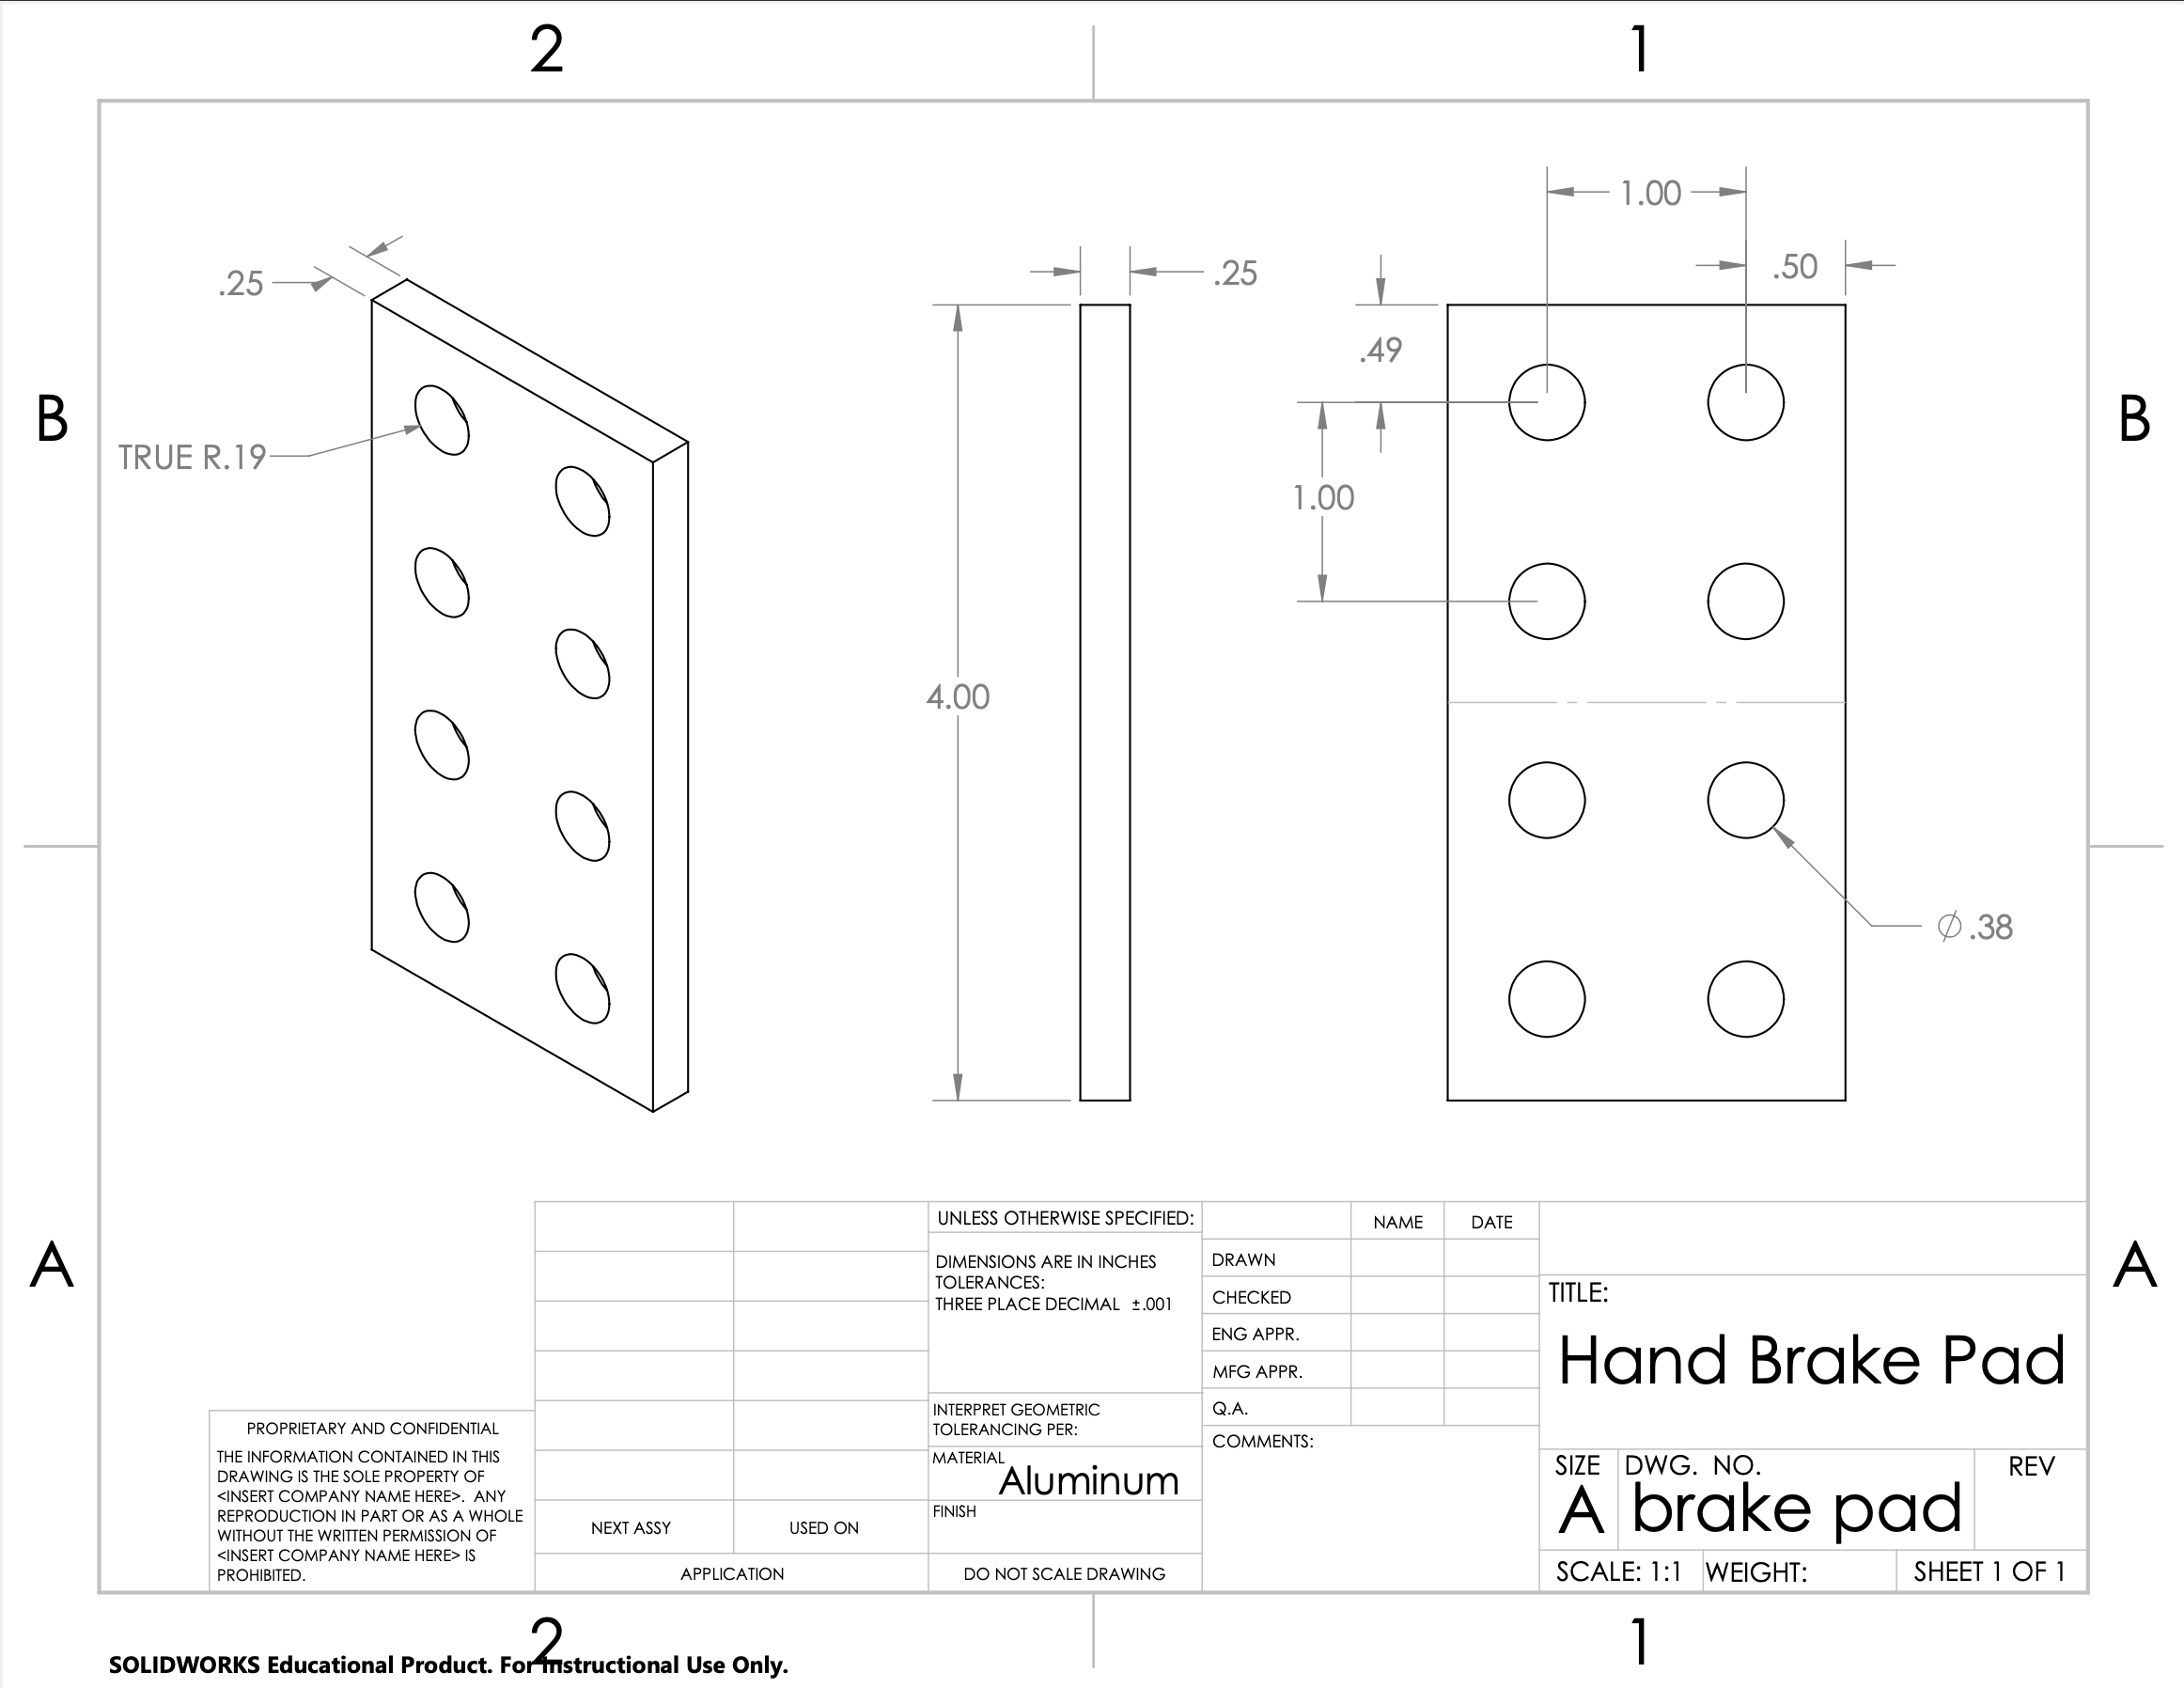 2
1
1.00
.50
.25
.25
.49
B
B
TRUE R.19
1.00
4.00
⌀ .38
A
A
UNLESS OTHERWISE SPECIFIED:
DIMENSIONS ARE IN INCHES
TOLERANCES:
THREE PLACE DECIMAL ±.001
INTERPRET GEOMETRIC
TOLERANCING PER:
MATERIAL
Aluminum
FINISH
DO NOT SCALE DRAWING
NAME
DATE
DRAWN
CHECKED
ENG APPR.
MFG APPR.
Q.A.
COMMENTS:
TITLE:
Hand Brake Pad
SIZE
A
DWG. NO.
brake pad
REV
SCALE: 1:1
WEIGHT:
SHEET 1 OF 1
PROPRIETARY AND CONFIDENTIAL
THE INFORMATION CONTAINED IN THIS
DRAWING IS THE SOLE PROPERTY OF
<INSERT COMPANY NAME HERE>. ANY
REPRODUCTION IN PART OR AS A WHOLE
WITHOUT THE WRITTEN PERMISSION OF
<INSERT COMPANY NAME HERE> IS
PROHIBITED.
NEXT ASSY
USED ON
APPLICATION
2
1
SOLIDWORKS Educational Product. For Instructional Use Only.